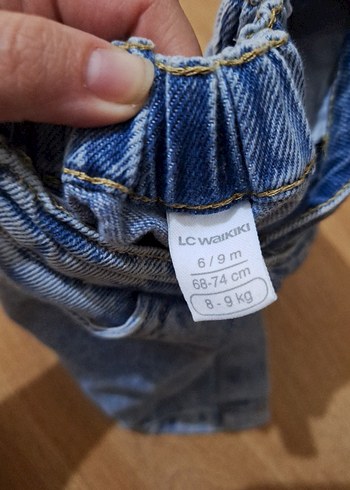 LC WAIKIKI
6 / 9 m
68-74 cm
8 - 9 kg